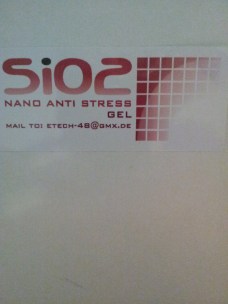 SiO2
NANO ANTI STRESS
GEL
MAIL TO: ETECH-48@GMX.DE